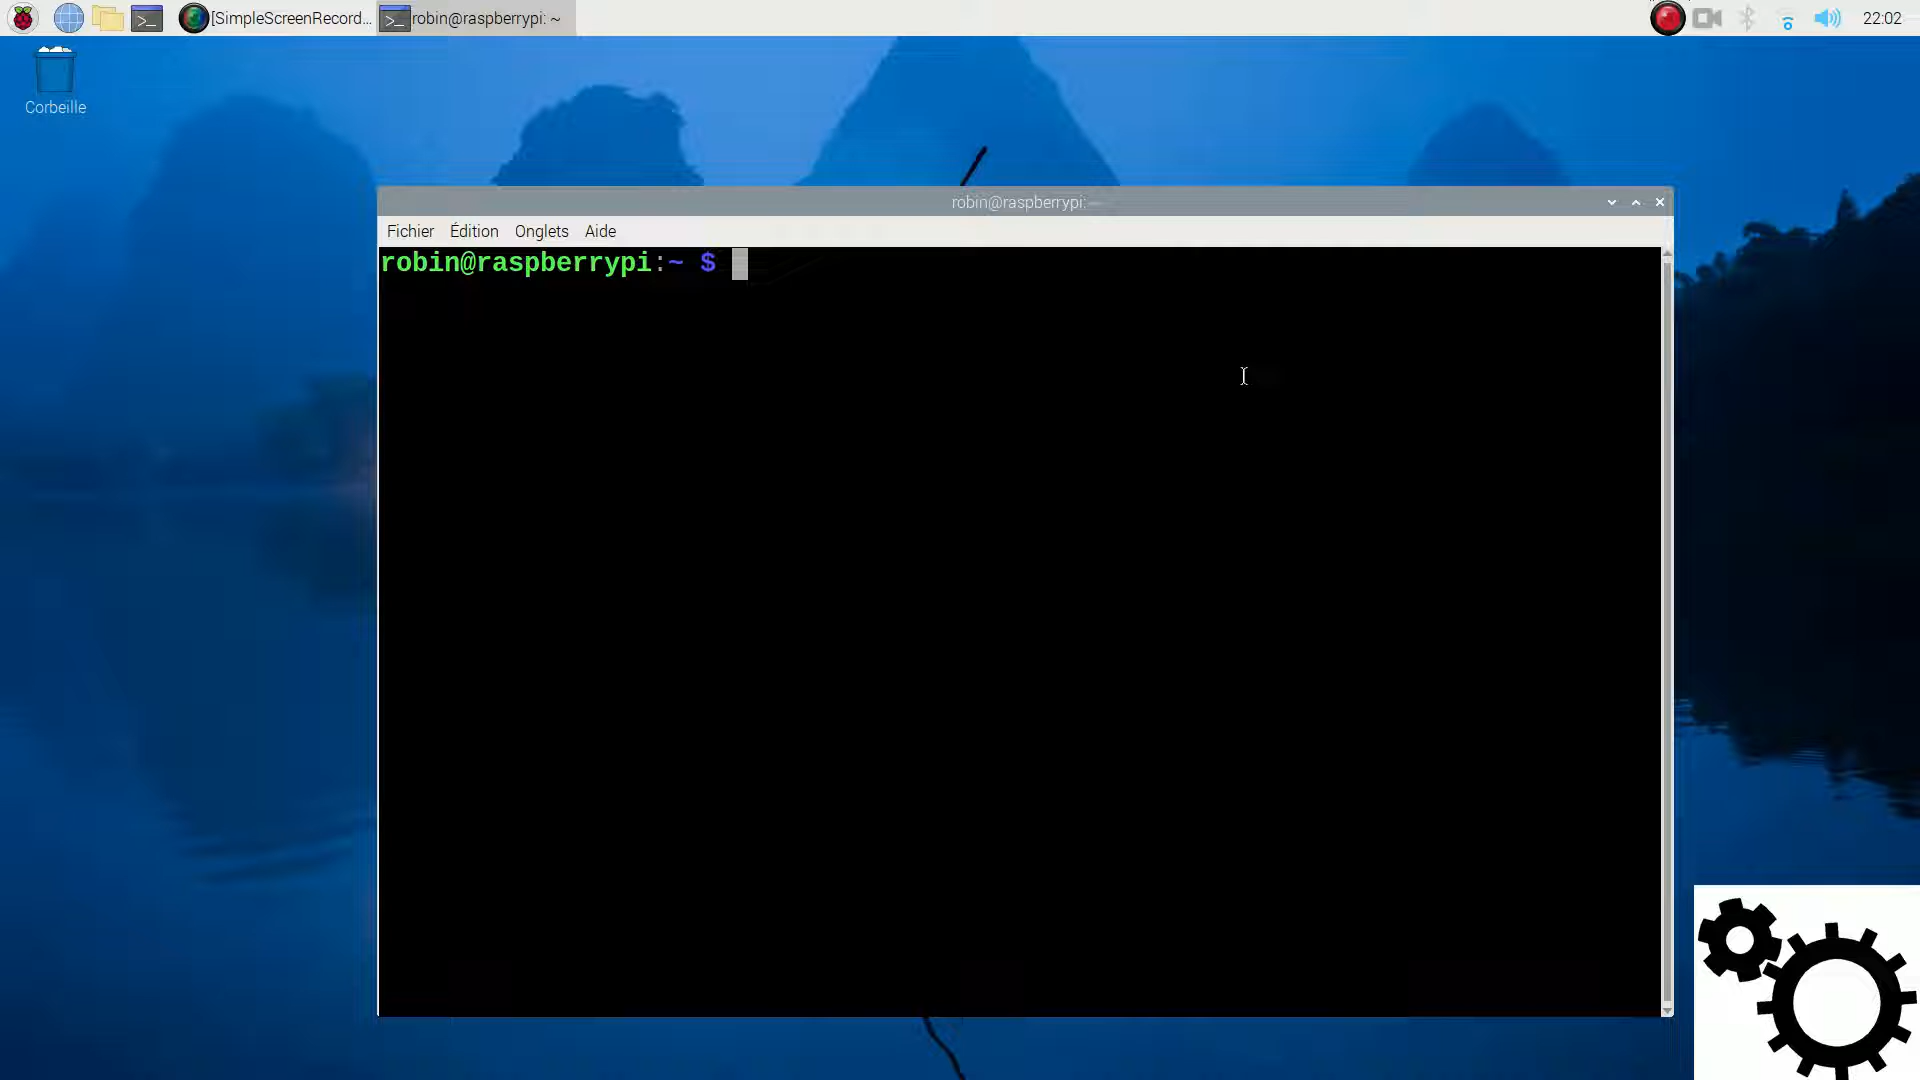 [SimpleScreenRecord... robin@raspberrypi: ~ 22:02
Corbeille
robin@raspberrypi: ~
Fichier Édition Onglets Aide
robin@raspberrypi:~ $